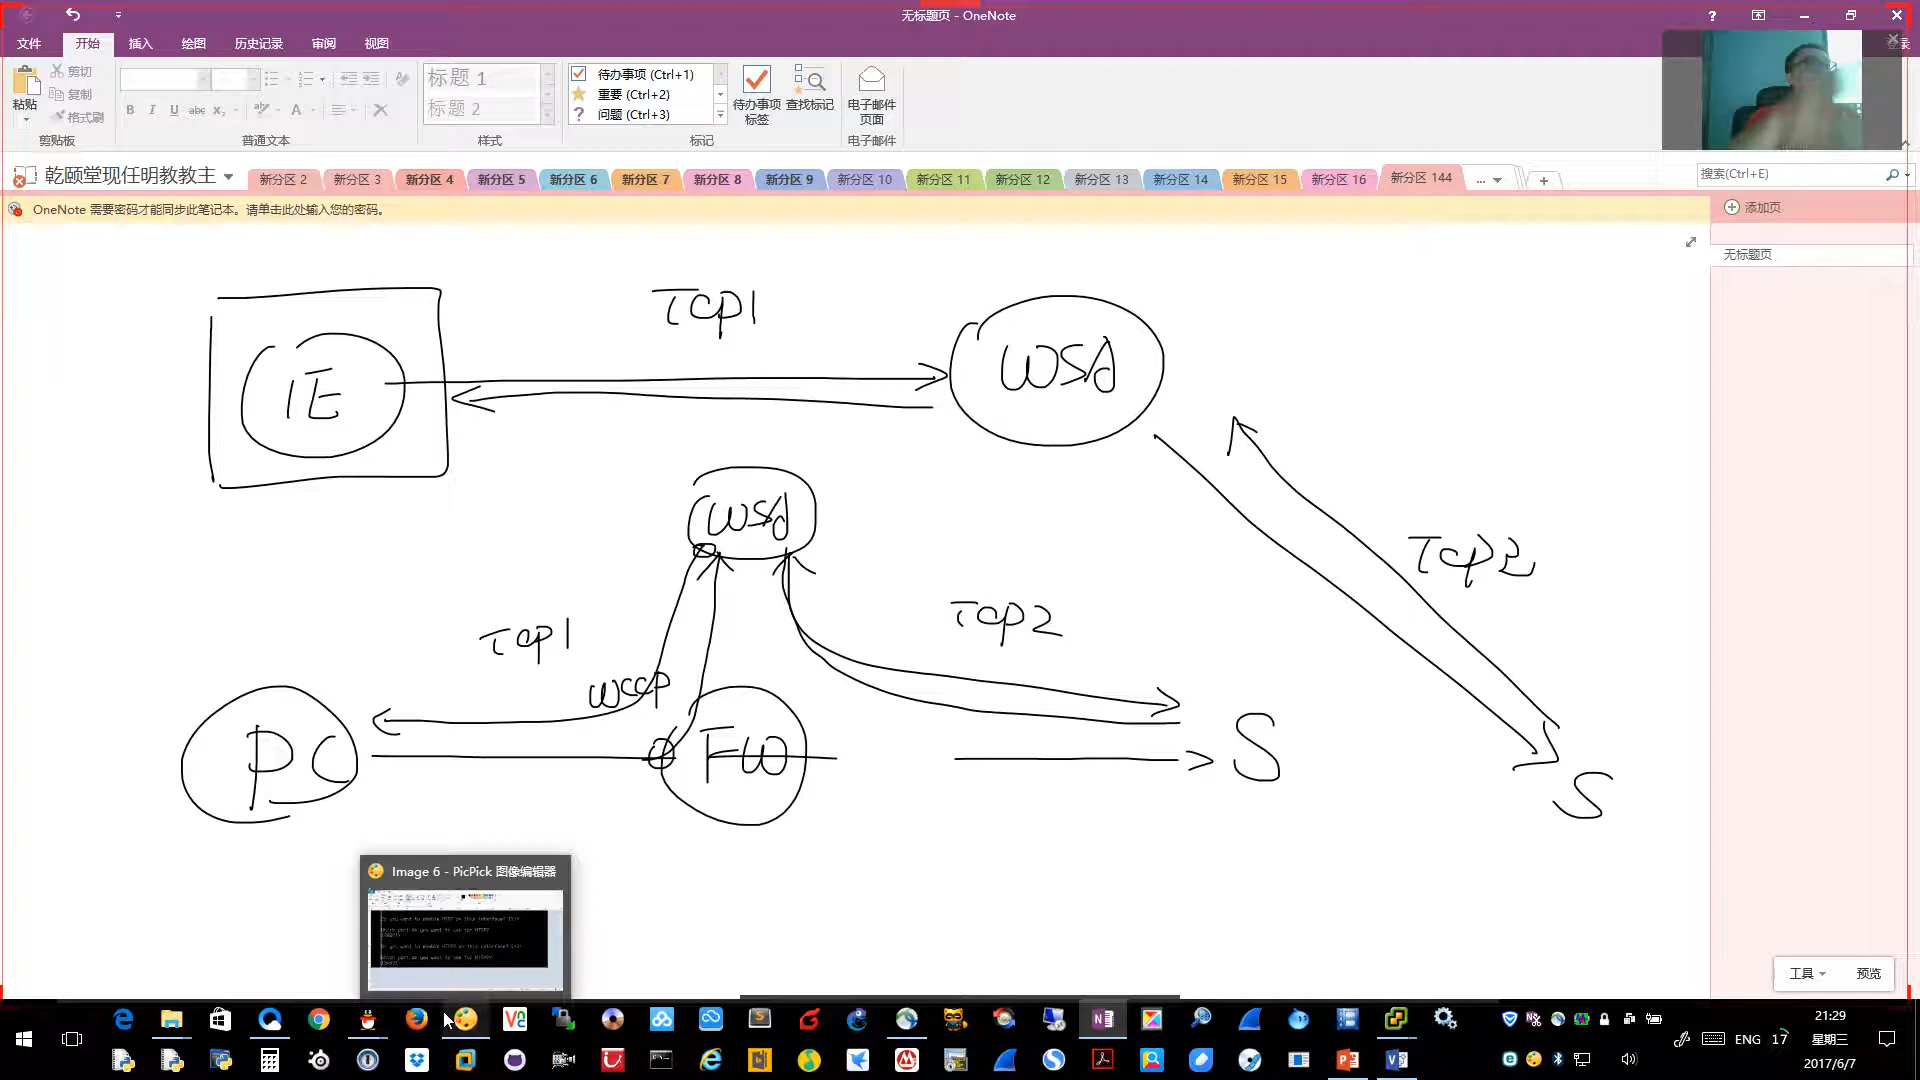 无标题页 - OneNote
文件 开始 插入 绘图 历史记录 审阅 视图
粘贴 剪切 复制 格式刷
剪贴板
B I U abc x₂ A
普通文本
标题 1
标题 2
样式
待办事项 (Ctrl+1)
重要 (Ctrl+2)
问题 (Ctrl+3)
标记
待办事项
标签
查找标记
电子邮件
页面
电子邮件
乾颐堂现任明教教主 新分区 2 新分区 3 新分区 4 新分区 5 新分区 6 新分区 7 新分区 8 新分区 9 新分区 10 新分区 11 新分区 12 新分区 13 新分区 14 新分区 15 新分区 16 新分区 144 ...
搜索(Ctrl+E)
OneNote 需要密码才能同步此笔记本。请单击此处输入您的密码。
添加页
无标题页
TCP1
IE
WSA
WSA
TCP2
TCP1
TCP2
WCCP
PC
FW
S
S
Image 6 - PicPick 图像编辑器
工具 预览
ENG 17
21:29
星期三
2017/6/7